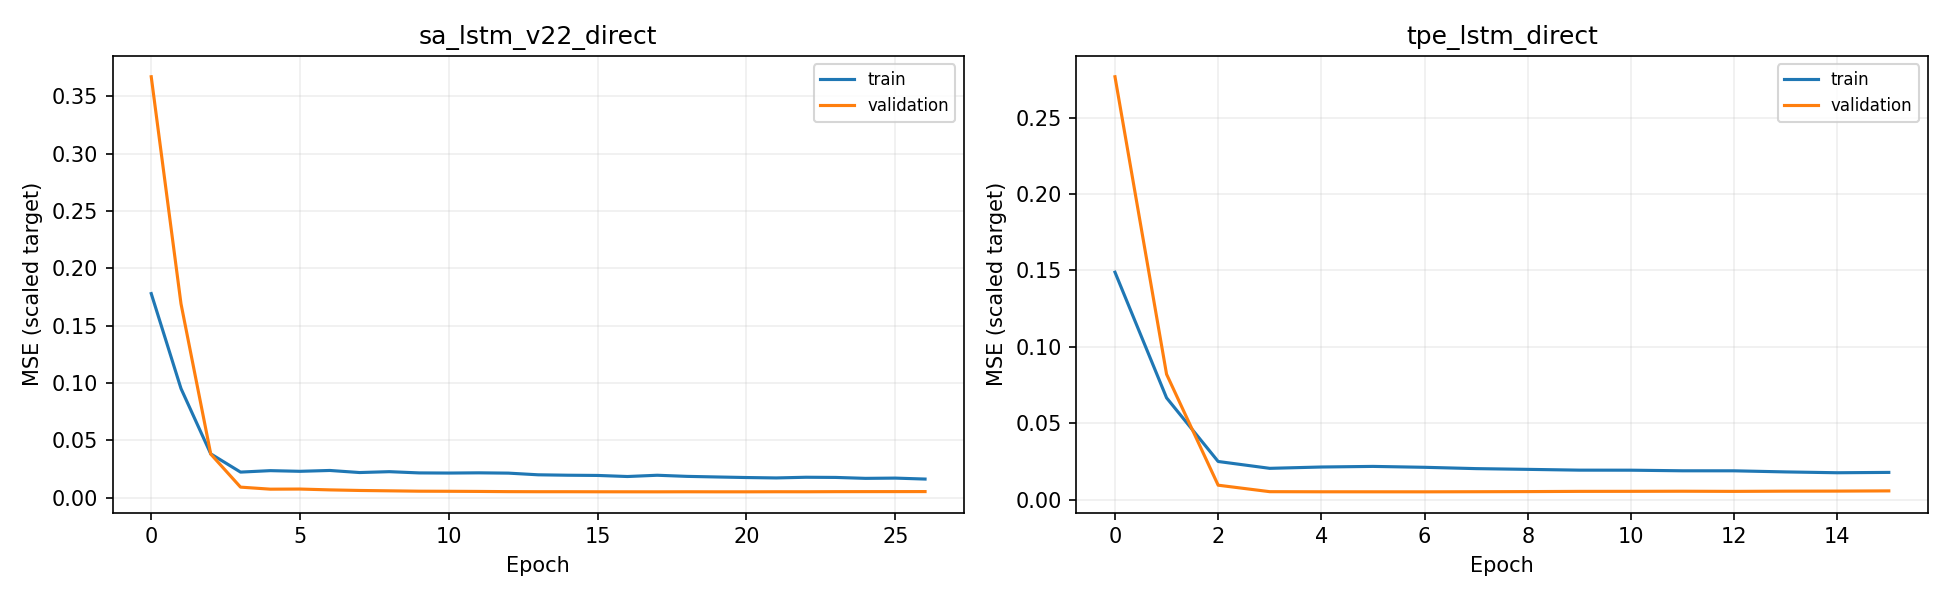 sa_lstm_v22_direct
train
validation
MSE (scaled target)
0.35
0.30
0.25
0.20
0.15
0.10
0.05
0.00
0 5 10 15 20 25
Epoch
tpe_lstm_direct
train
validation
MSE (scaled target)
0.25
0.20
0.15
0.10
0.05
0.00
0 2 4 6 8 10 12 14
Epoch